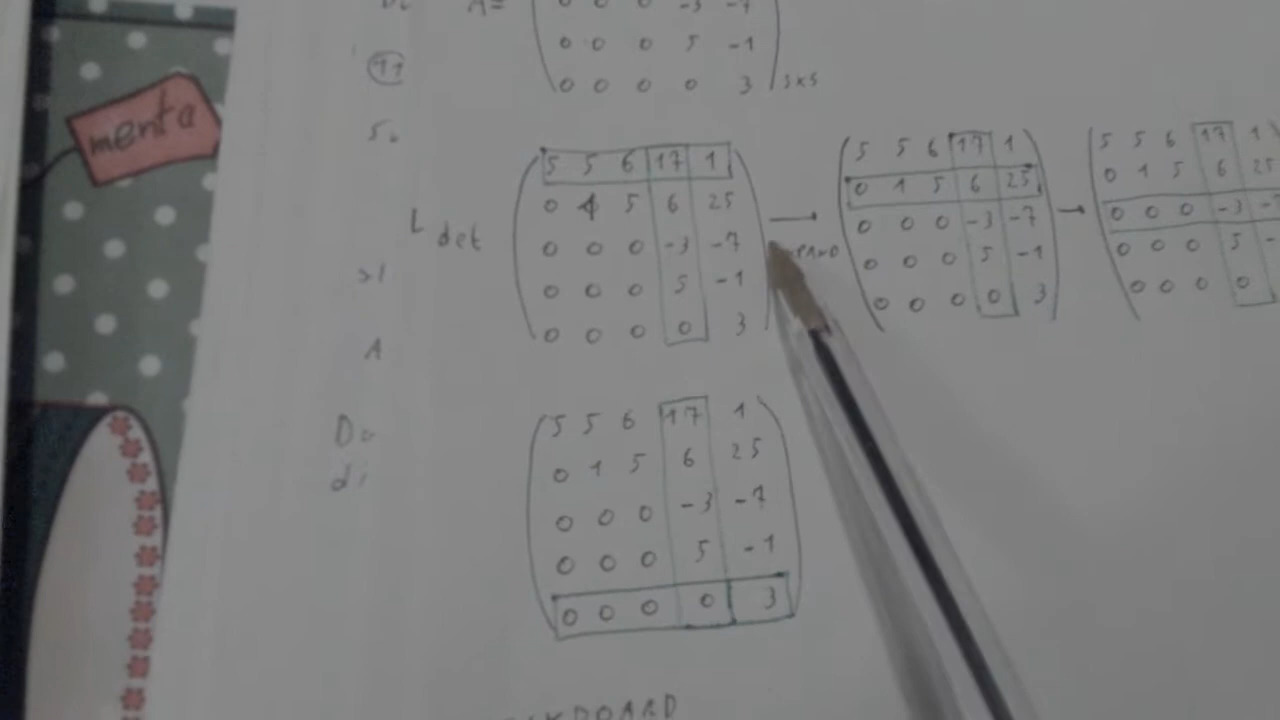 menta
A=
0 0 0 -3 -7
0 0 0 5 -1
0 0 0 0 3 5x5
det
5 5 6 17 1
0 1 5 6 25
0 0 0 -3 -7
0 0 0 5 -1
0 0 0 0 3
5 5 6 17 1
0 1 5 6 25
0 0 0 -3 -7
0 0 0 5 -1
0 0 0 0 3
5 5 6 17 1
0 1 5 6 25
0 0 0 -3 -7
0 0 0 5 -
0 0 0 0
5 5 6 17 1
0 1 5 6 25
0 0 0 -3 -7
0 0 0 5 -1
0 0 0 0 3